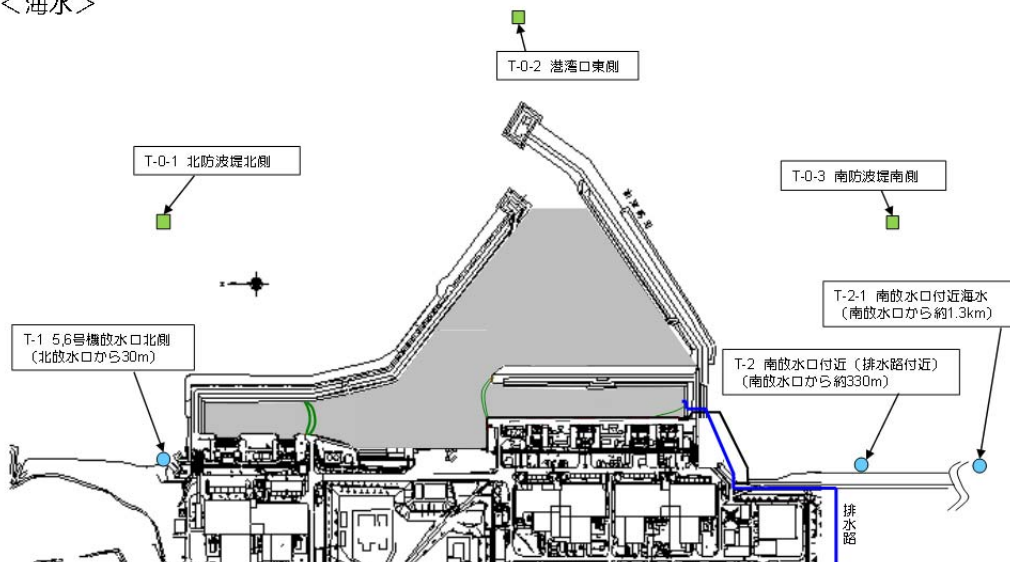 ＜海水＞
T-0-2 港湾口東側
T-0-1 北防波堤北側
T-0-3 南防波堤南側
T-2-1 南放水口付近海水
（南放水口から約1.3km）
T-1 5,6号機放水口北側
（北放水口から30m）
T-2 南放水口付近（排水路付近）
（南放水口から約330m）
排水路